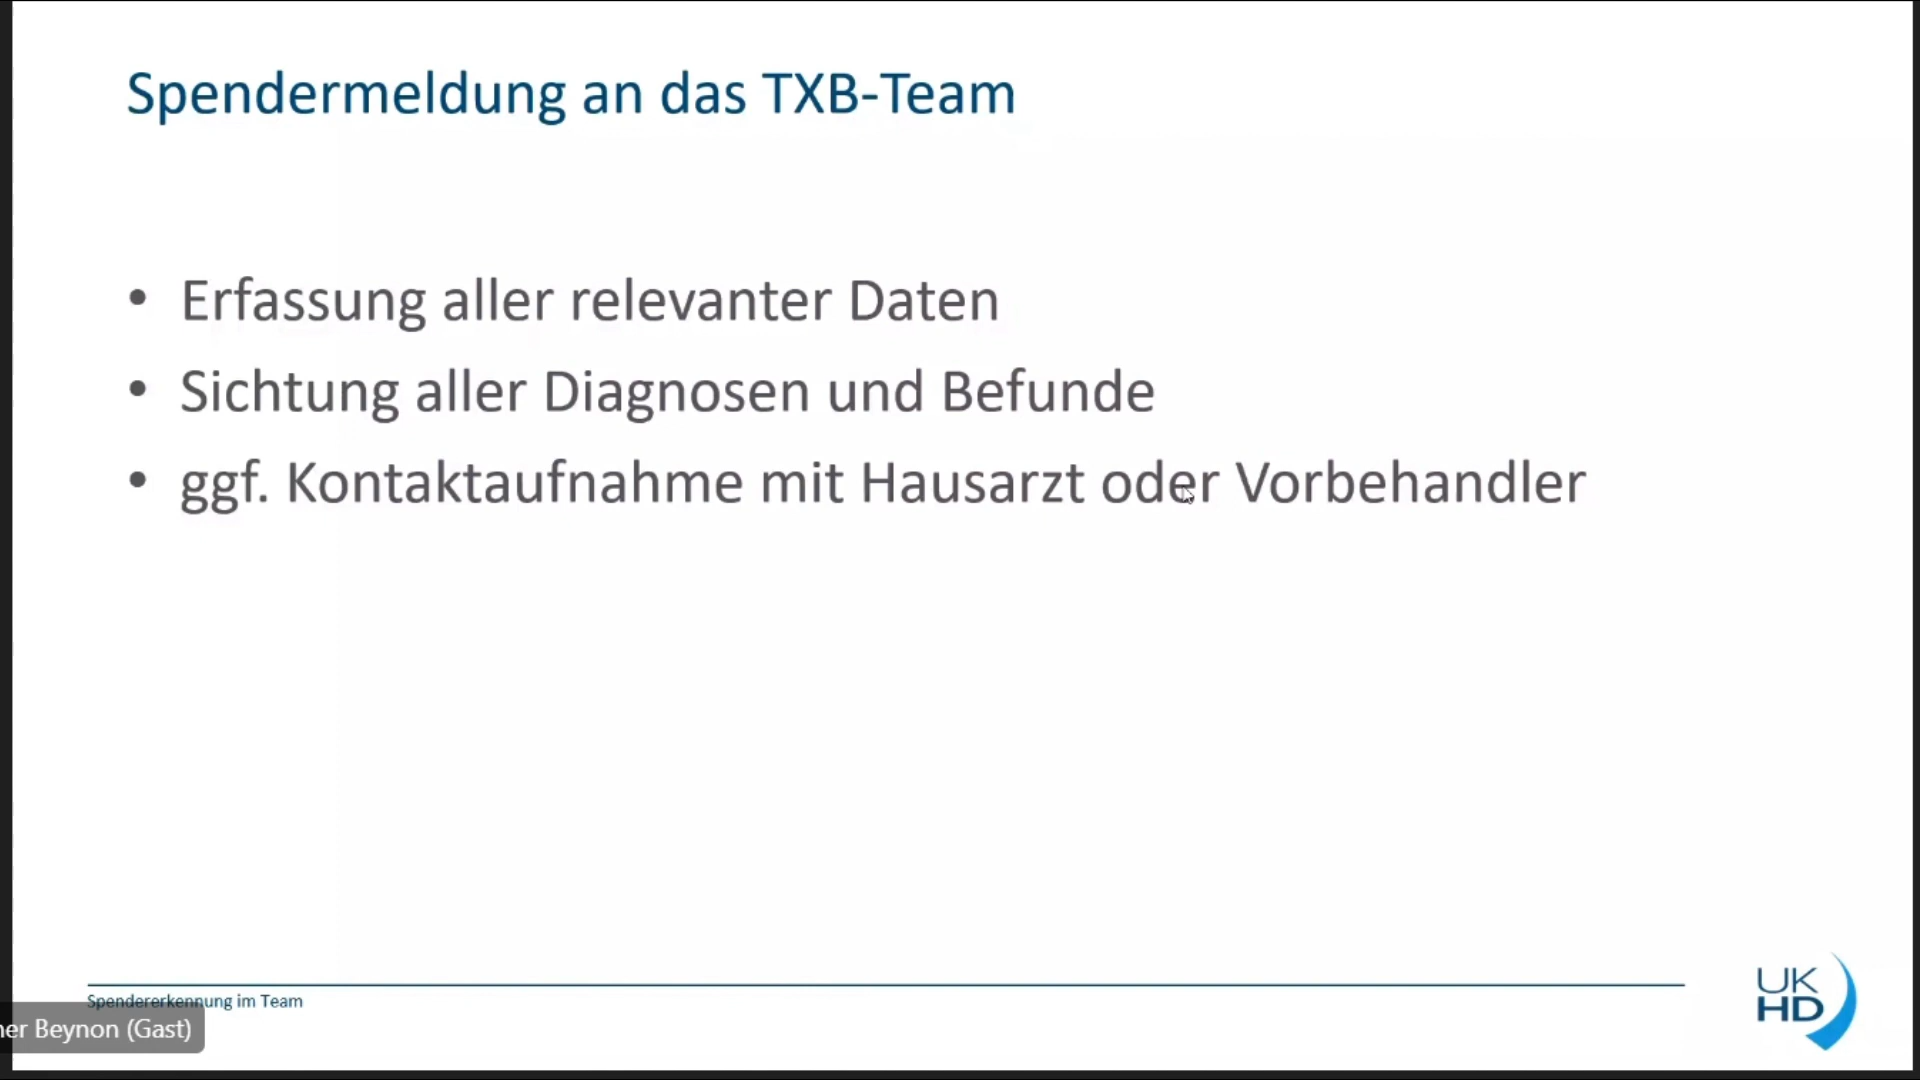 Spendermeldung an das TXB-Team
• Erfassung aller relevanter Daten
• Sichtung aller Diagnosen und Befunde
• ggf. Kontaktaufnahme mit Hausarzt oder Vorbehandler
Spendererkennung im Team
Beynon (Gast)
UK
HD